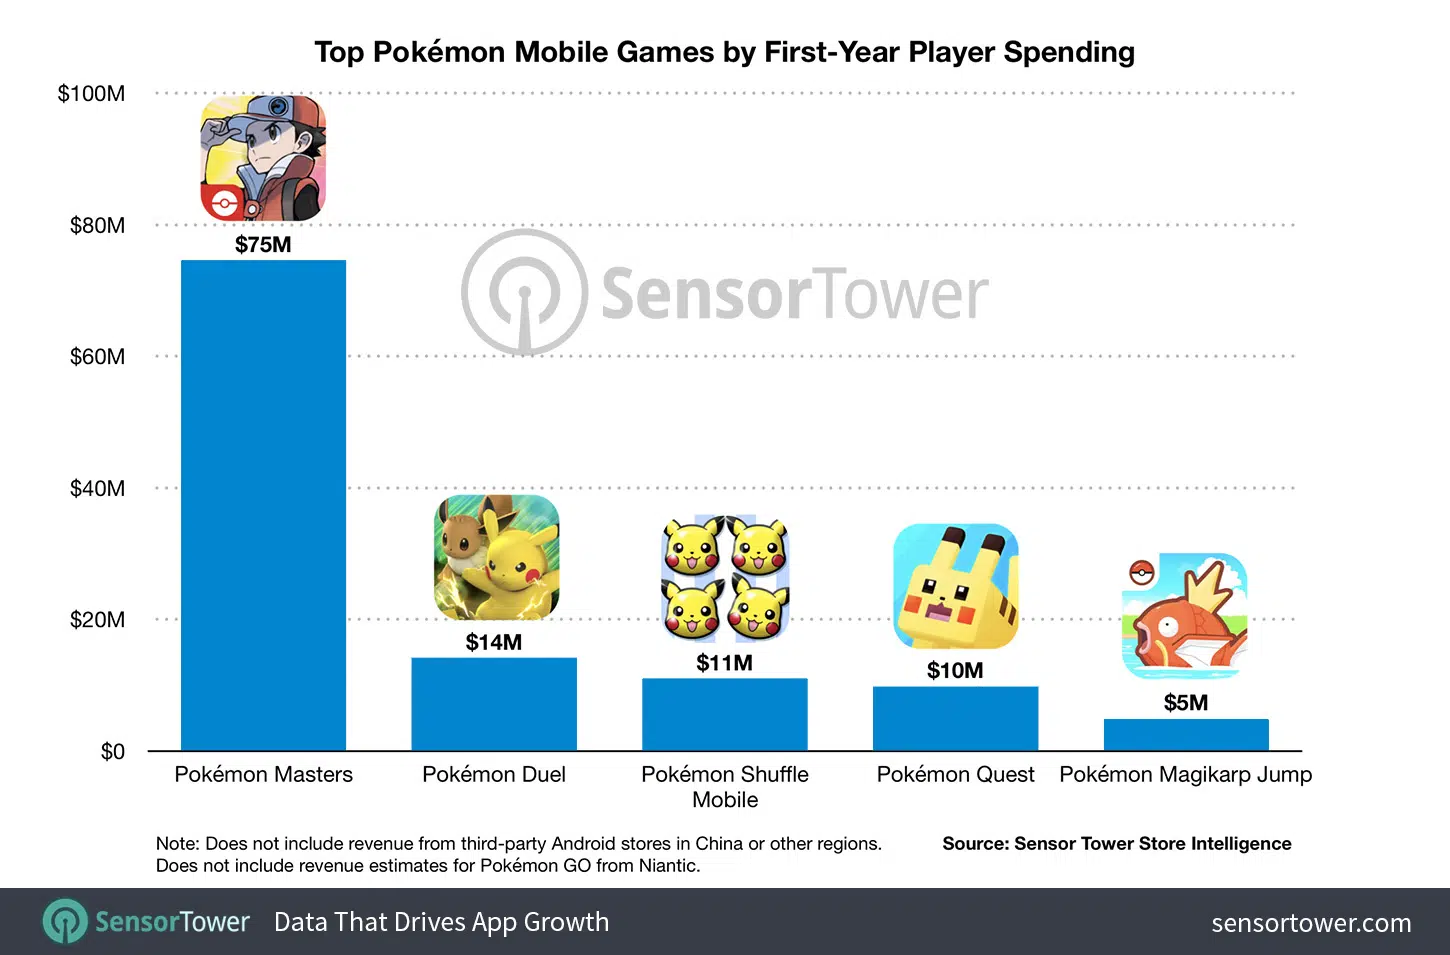 Top Pokémon Mobile Games by First-Year Player Spending
$100M
$80M
$60M
$40M
$20M
$0
$75M
$14M
$11M
$10M
$5M
SensorTower
Pokémon Masters
Pokémon Duel
Pokémon Shuffle
Mobile
Pokémon Quest
Pokémon Magikarp Jump
Note: Does not include revenue from third-party Android stores in China or other regions.
Does not include revenue estimates for Pokémon GO from Niantic.
Source: Sensor Tower Store Intelligence
SensorTower
Data That Drives App Growth
sensortower.com